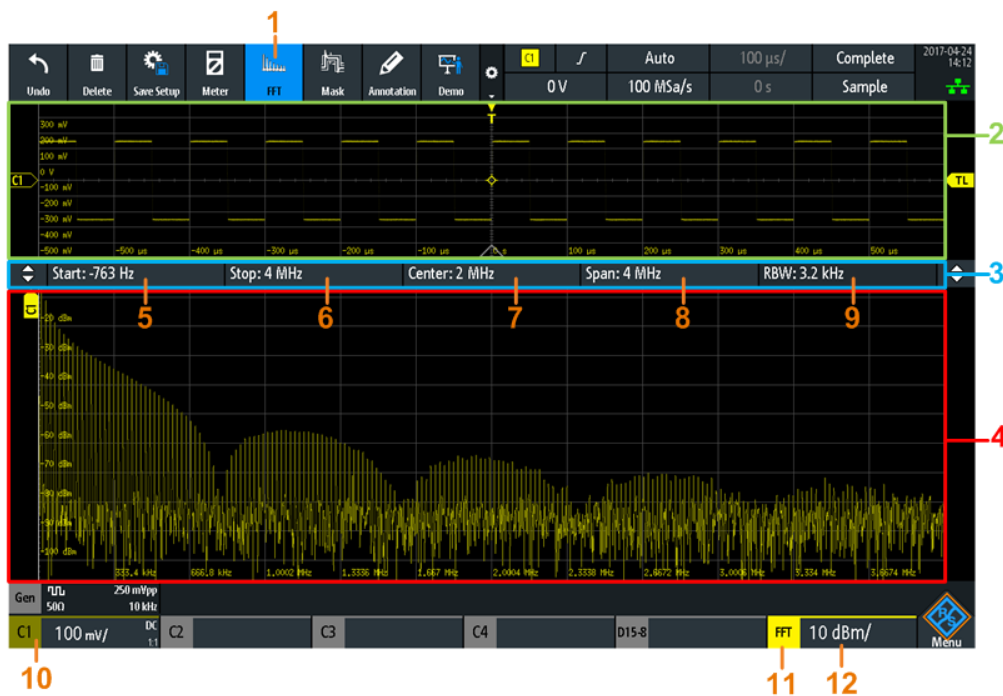 1
Undo
Delete
Save Setup
Meter
FFT
Mask
Annotation
Demo
C1
Auto
100 µs/
Complete
2017-04-24
14:12
0 V
100 MSa/s
0 s
Sample
T
300 mV
200 mV
100 mV
0 V
-100 mV
-200 mV
-300 mV
-400 mV
-500 mV
C1
TL
2
-500 µs
-400 µs
-300 µs
-200 µs
-100 µs
0 s
100 µs
200 µs
300 µs
400 µs
500 µs
Start: -763 Hz
Stop: 4 MHz
Center: 2 MHz
Span: 4 MHz
RBW: 3.2 kHz
3
5
6
7
8
9
C1
-20 dBm
-30 dBm
-40 dBm
-50 dBm
-60 dBm
-70 dBm
-80 dBm
-90 dBm
-100 dBm
4
333.4 kHz
666.8 kHz
1.0002 MHz
1.3336 MHz
1.667 MHz
2.0004 MHz
2.3338 MHz
2.6672 MHz
3.0006 MHz
3.334 MHz
3.6674 MHz
Gen
50Ω
250 mVpp
10 kHz
C1
100 mV/
DC
1:1
C2
C3
C4
D15-8
FFT
10 dBm/
R&S
Menu
10
11
12